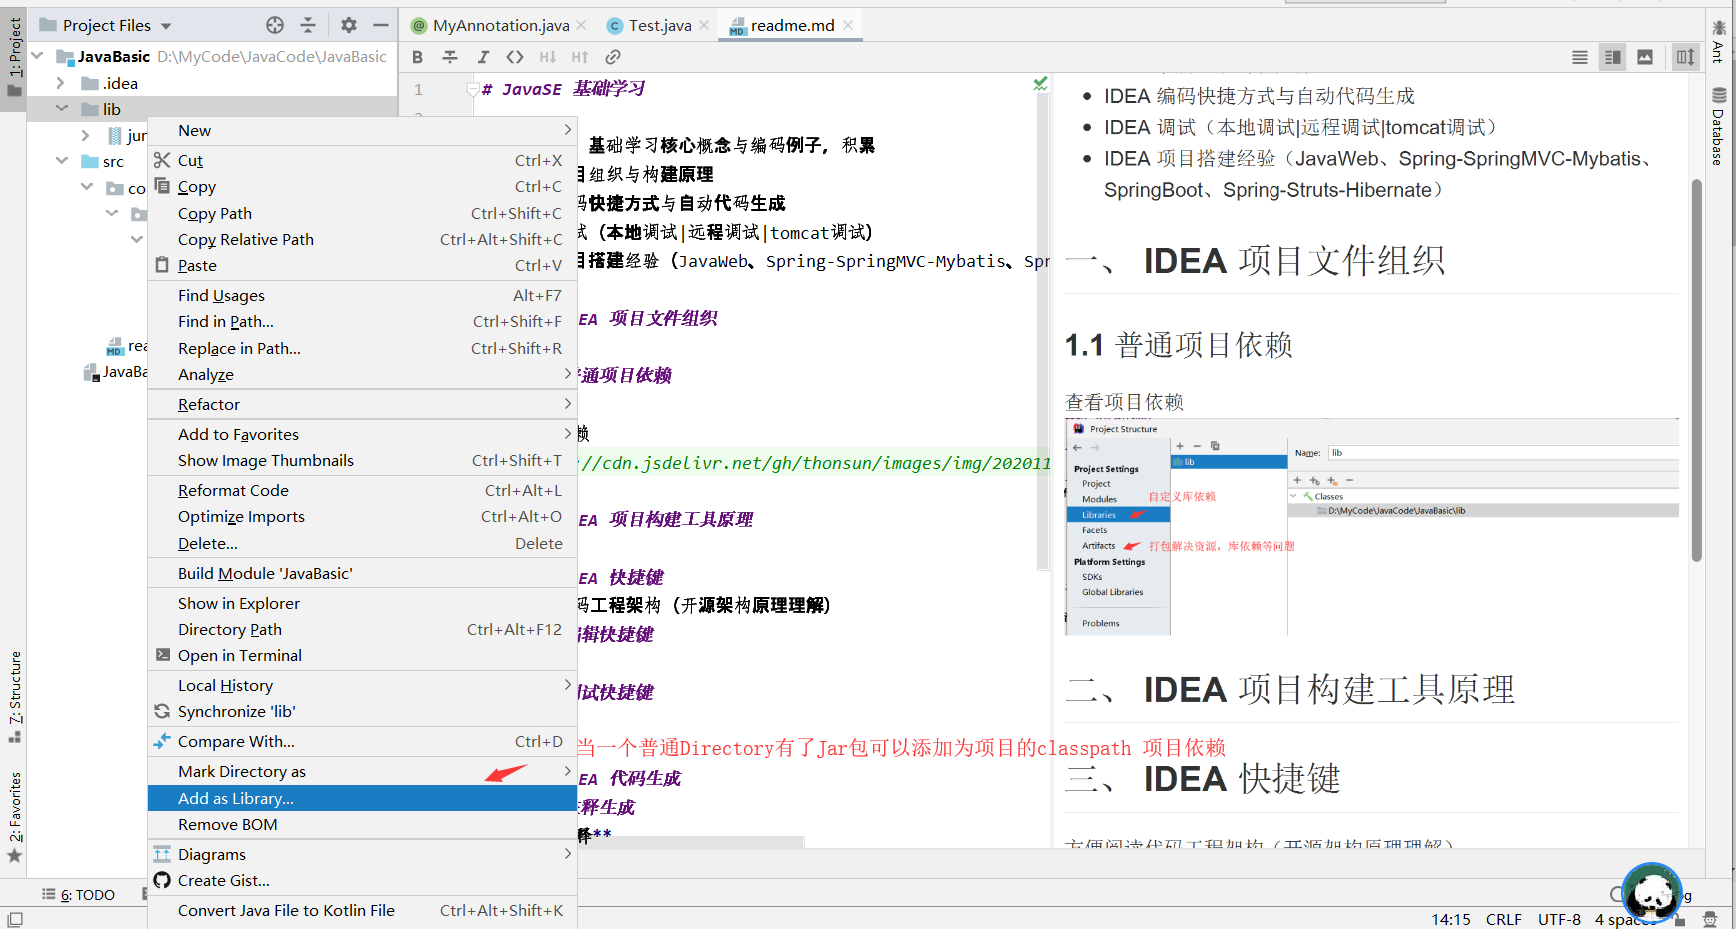 1: Project
7: Structure
2: Favorites
Project Files
JavaBasic D:\MyCode\JavaCode\JavaBasic
.idea
lib
jun
src
co
rea
JavaBa
New
Cut Ctrl+X
Copy Ctrl+C
Copy Path Ctrl+Shift+C
Copy Relative Path Ctrl+Alt+Shift+C
Paste Ctrl+V
Find Usages Alt+F7
Find in Path... Ctrl+Shift+F
Replace in Path... Ctrl+Shift+R
Analyze
Refactor
Add to Favorites
Show Image Thumbnails Ctrl+Shift+T
Reformat Code Ctrl+Alt+L
Optimize Imports Ctrl+Alt+O
Delete... Delete
Build Module 'JavaBasic'
Show in Explorer
Directory Path Ctrl+Alt+F12
Open in Terminal
Local History
Synchronize 'lib'
Compare With... Ctrl+D
Mark Directory as
Add as Library...
Remove BOM
Diagrams
Create Gist...
Convert Java File to Kotlin File Ctrl+Alt+Shift+K
MyAnnotation.java
Test.java
readme.md
1 # JavaSE 基础学习
基础学习核心概念与编码例子，积累
目组织与构建原理
码快捷方式与自动代码生成
试（本地调试|远程调试|tomcat调试）
目搭建经验（JavaWeb、Spring-SpringMVC-Mybatis、Spr
EA 项目文件组织
普通项目依赖
赖
://cdn.jsdelivr.net/gh/thonsun/images/img/202011
EA 项目构建工具原理
EA 快捷键
码工程架构（开源架构原理理解）
编辑快捷键
调试快捷键
当一个普通Directory有了Jar包可以添加为项目的classpath 项目依赖
EA 代码生成
注释生成
释**
IDEA 编码快捷方式与自动代码生成
IDEA 调试（本地调试|远程调试|tomcat调试）
IDEA 项目搭建经验（JavaWeb、Spring-SpringMVC-Mybatis、
SpringBoot、Spring-Struts-Hibernate）
一、 IDEA 项目文件组织
1.1 普通项目依赖
查看项目依赖
Project Structure
Project Settings
Project
Modules
Libraries
Facets
Artifacts
Platform Settings
SDKs
Global Libraries
Problems
lib
自定义库依赖
打包解决资源，库依赖等问题
Name: lib
Classes
D:\MyCode\JavaCode\JavaBasic\lib
二、 IDEA 项目构建工具原理
三、 IDEA 快捷键
方便阅读代码工程架构（开源架构原理理解）
Ant
Database
6: TODO
14:15 CRLF UTF-8 4 spaces